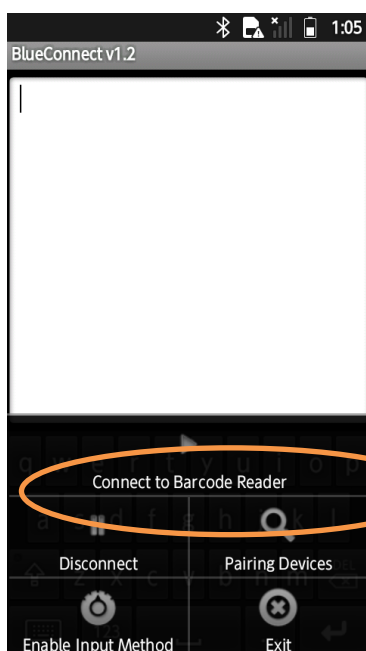 1:05
BlueConnect v1.2
Connect to Barcode Reader
Disconnect Pairing Devices
Enable Input Method Exit